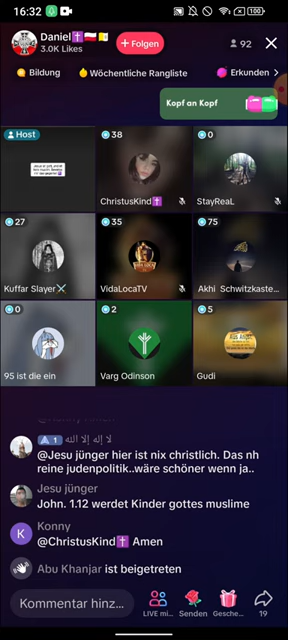 16:32
100
Daniel✝️🇵🇱
3.0K Likes
+ Folgen
92
Bildung
Wöchentliche Rangliste
Erkunden >
Kopf an Kopf
Host
38
ChristusKind✝️
0
StayReaL
27
Kuffar Slayer⚔️
35
VidaLocaTV
75
Akhi Schwitzkaste...
0
95 ist die ein
2
Varg Odinson
5
Gudi
@Konny Amen
1 لا إله إلا الله
@Jesu jünger hier ist nix christlich. Das nh
reine judenpolitik..wäre schöner wenn ja..
Jesu jünger
John. 1.12 werdet Kinder gottes muslime
K Konny
@ChristusKind✝️ Amen
Abu Khanjar ist beigetreten
Kommentar hinz...
LIVE mi...
Senden
Gesche...
19